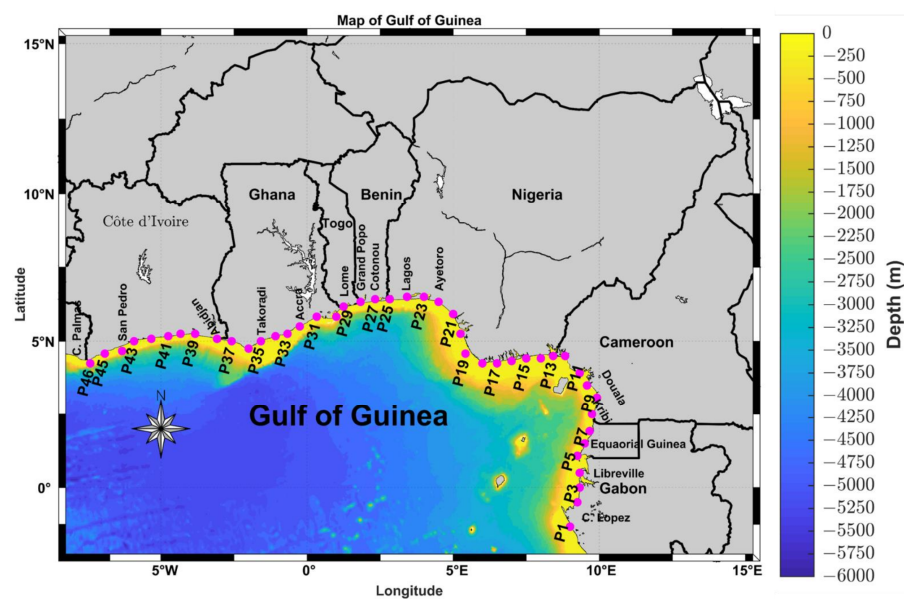 Map of Gulf of Guinea
15°N
10°N
5°N
0°
Latitude
5°W
0°
5°E
10°E
15°E
Longitude
Ghana
Togo
Benin
Nigeria
Côte d'Ivoire
Cameroon
Equaorial Guinea
Libreville
Gabon
C. Lopez
C. Palmas
San Pedro
Abidjan
Takoradi
Accra
Lome
Grand Popo
Cotonou
Lagos
Ayetoro
Douala
Kribi
P46
P45
P43
P41
P39
P37
P35
P33
P31
P29
P27
P25
P23
P21
P19
P17
P15
P13
P11
P9
P7
P5
P3
P1
N
Gulf of Guinea
0
−250
−500
−750
−1000
−1250
−1500
−1750
−2000
−2250
−2500
−2750
−3000
−3250
−3500
−3750
−4000
−4250
−4500
−4750
−5000
−5250
−5500
−5750
−6000
Depth (m)